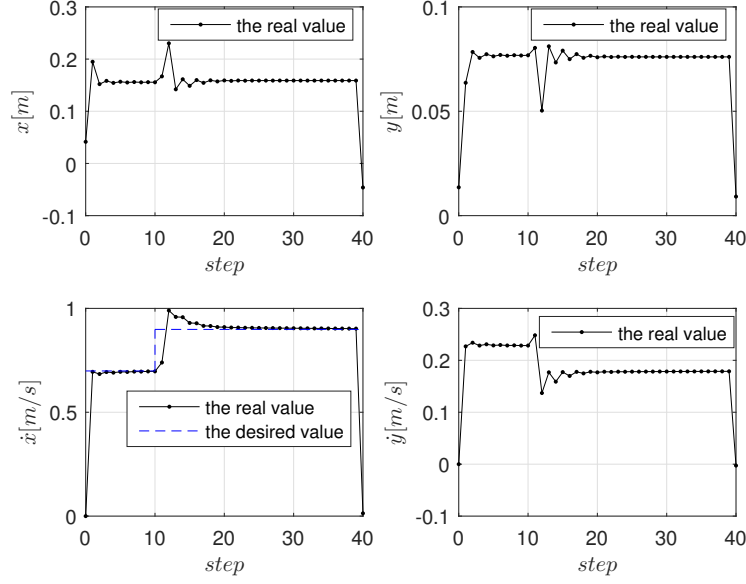 0.3
0.2
0.1
0
-0.1
x[m]
0 10 20 30 40
step
the real value
0.1
0.05
0
y[m]
0 10 20 30 40
step
the real value
1
0.5
0
ẋ[m/s]
0 10 20 30 40
step
the real value
the desired value
0.3
0.2
0.1
0
-0.1
ẏ[m/s]
0 10 20 30 40
step
the real value